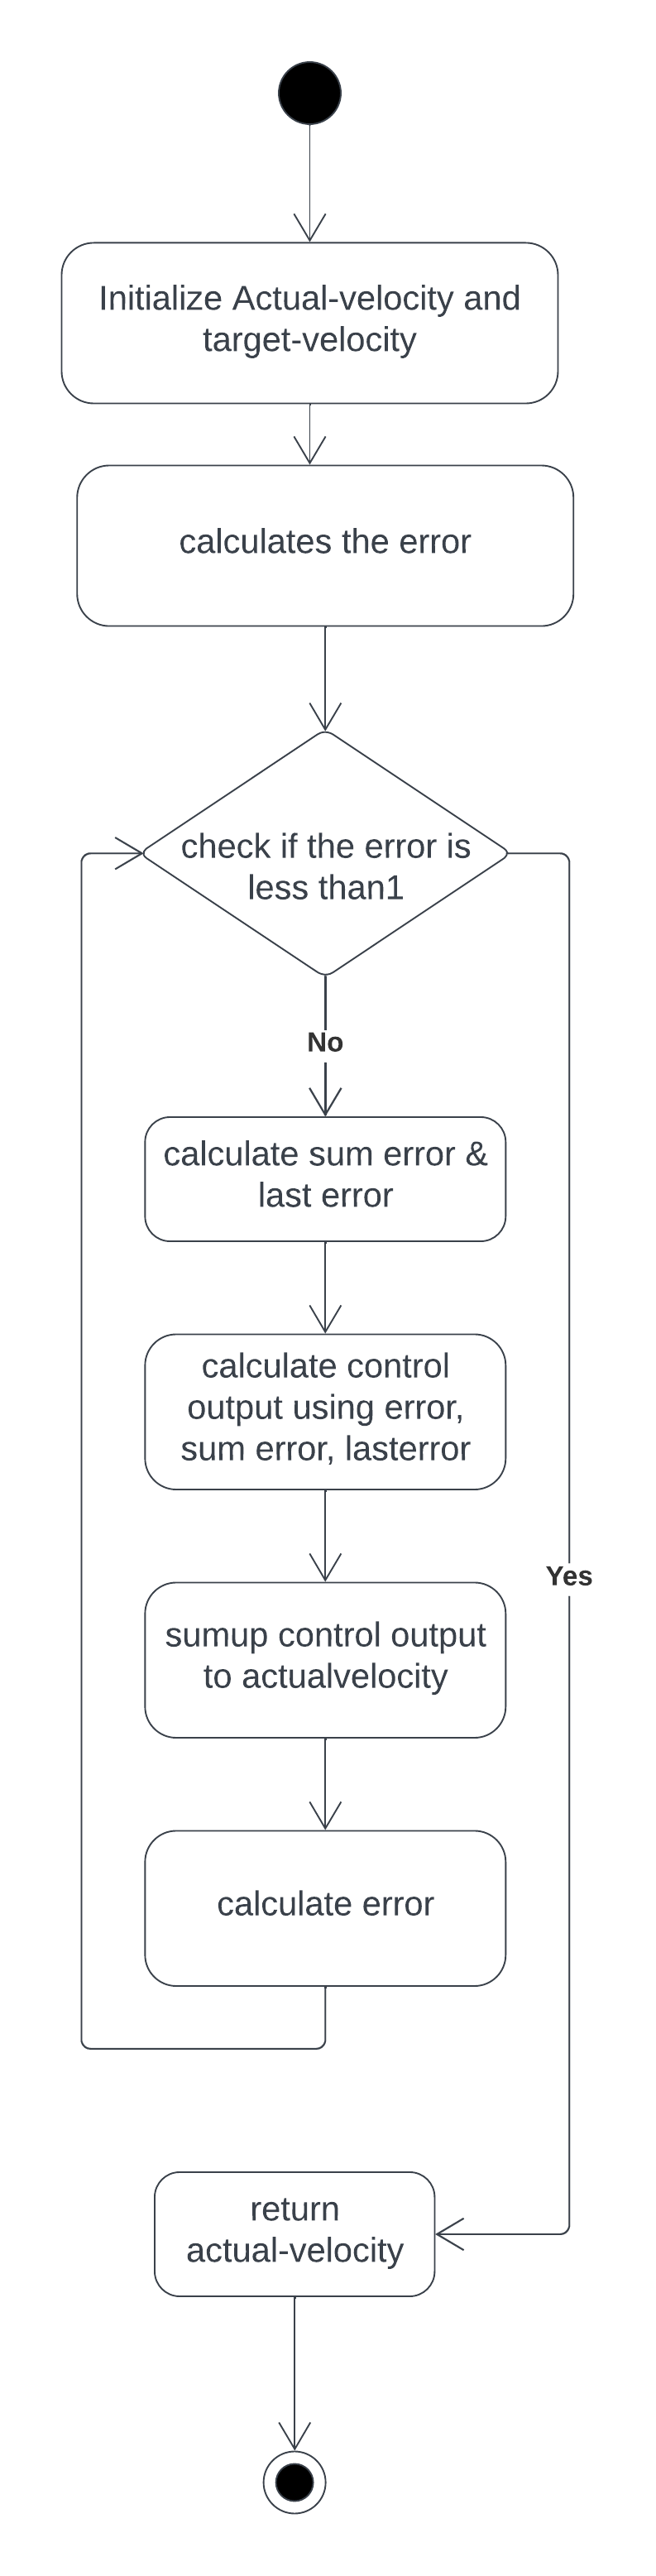 Initialize Actual-velocity and
target-velocity
calculates the error
check if the error is
less than1
No
calculate sum error &
last error
calculate control
output using error,
sum error, lasterror
Yes
sumup control output
to actualvelocity
calculate error
return
actual-velocity